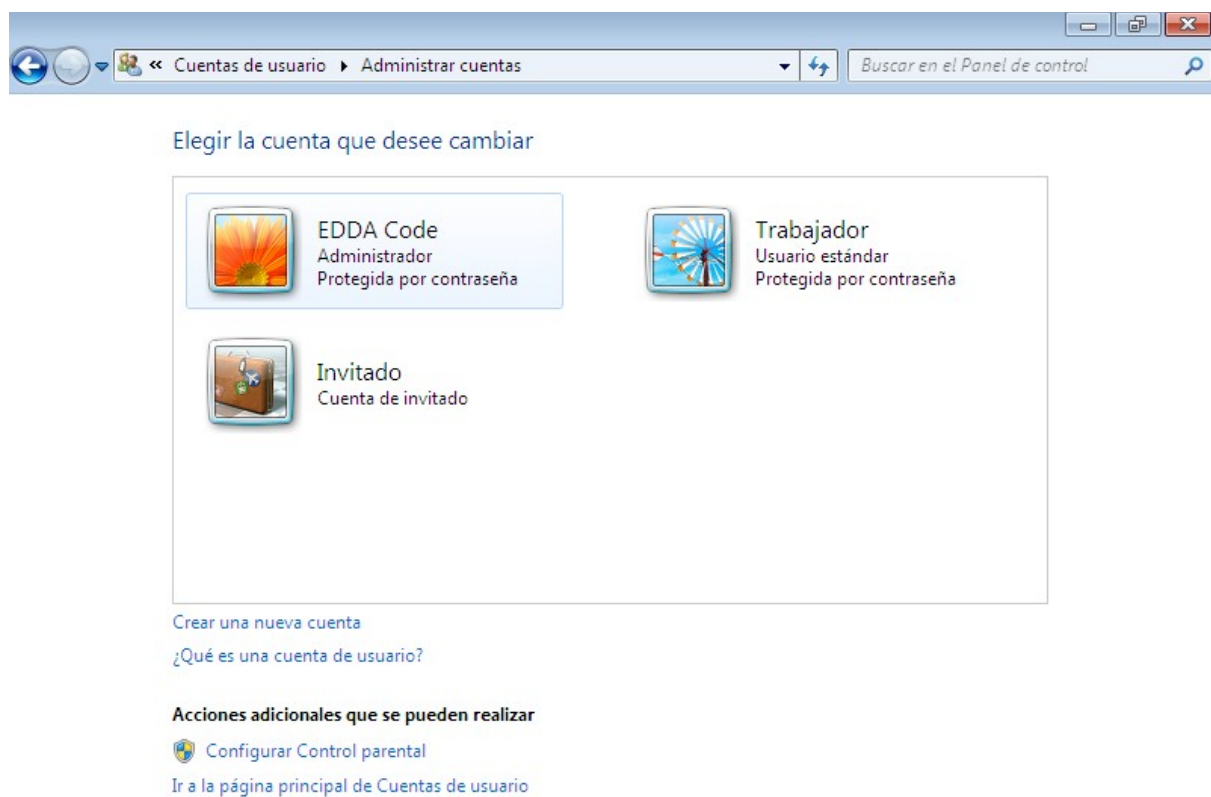 « Cuentas de usuario ▸ Administrar cuentas
Buscar en el Panel de control
Elegir la cuenta que desee cambiar
EDDA Code
Administrador
Protegida por contraseña
Trabajador
Usuario estándar
Protegida por contraseña
Invitado
Cuenta de invitado
Crear una nueva cuenta
¿Qué es una cuenta de usuario?
Acciones adicionales que se pueden realizar
Configurar Control parental
Ir a la página principal de Cuentas de usuario